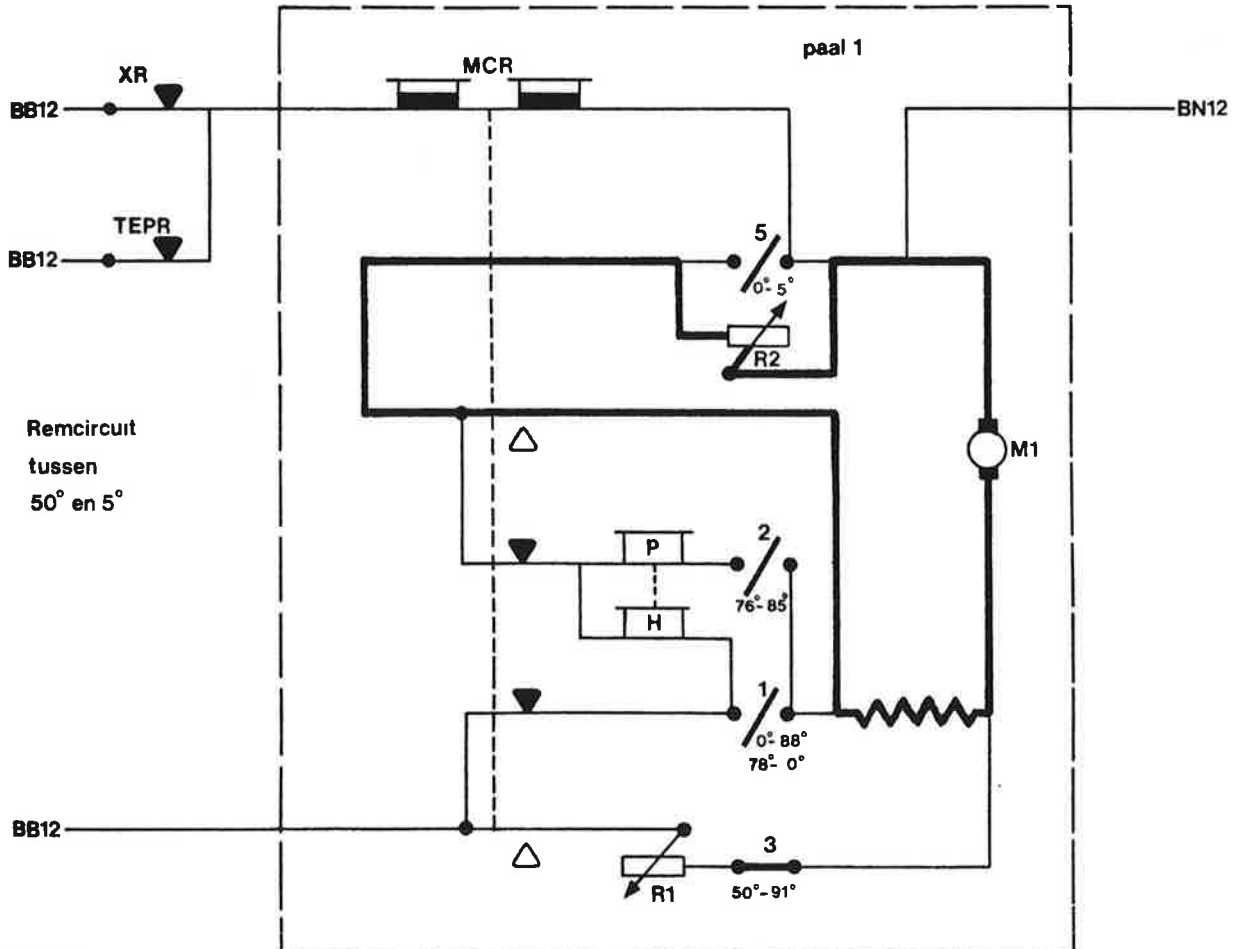 paal 1
XR
MCR
BB12
BN12
TEPR
BB12
5
0°-5°
R2
Remcircuit
tussen
50° en 5°
M1
P
2
76°-85°
H
1
0°-88°
78°-0°
BB12
3
R1
50°-91°